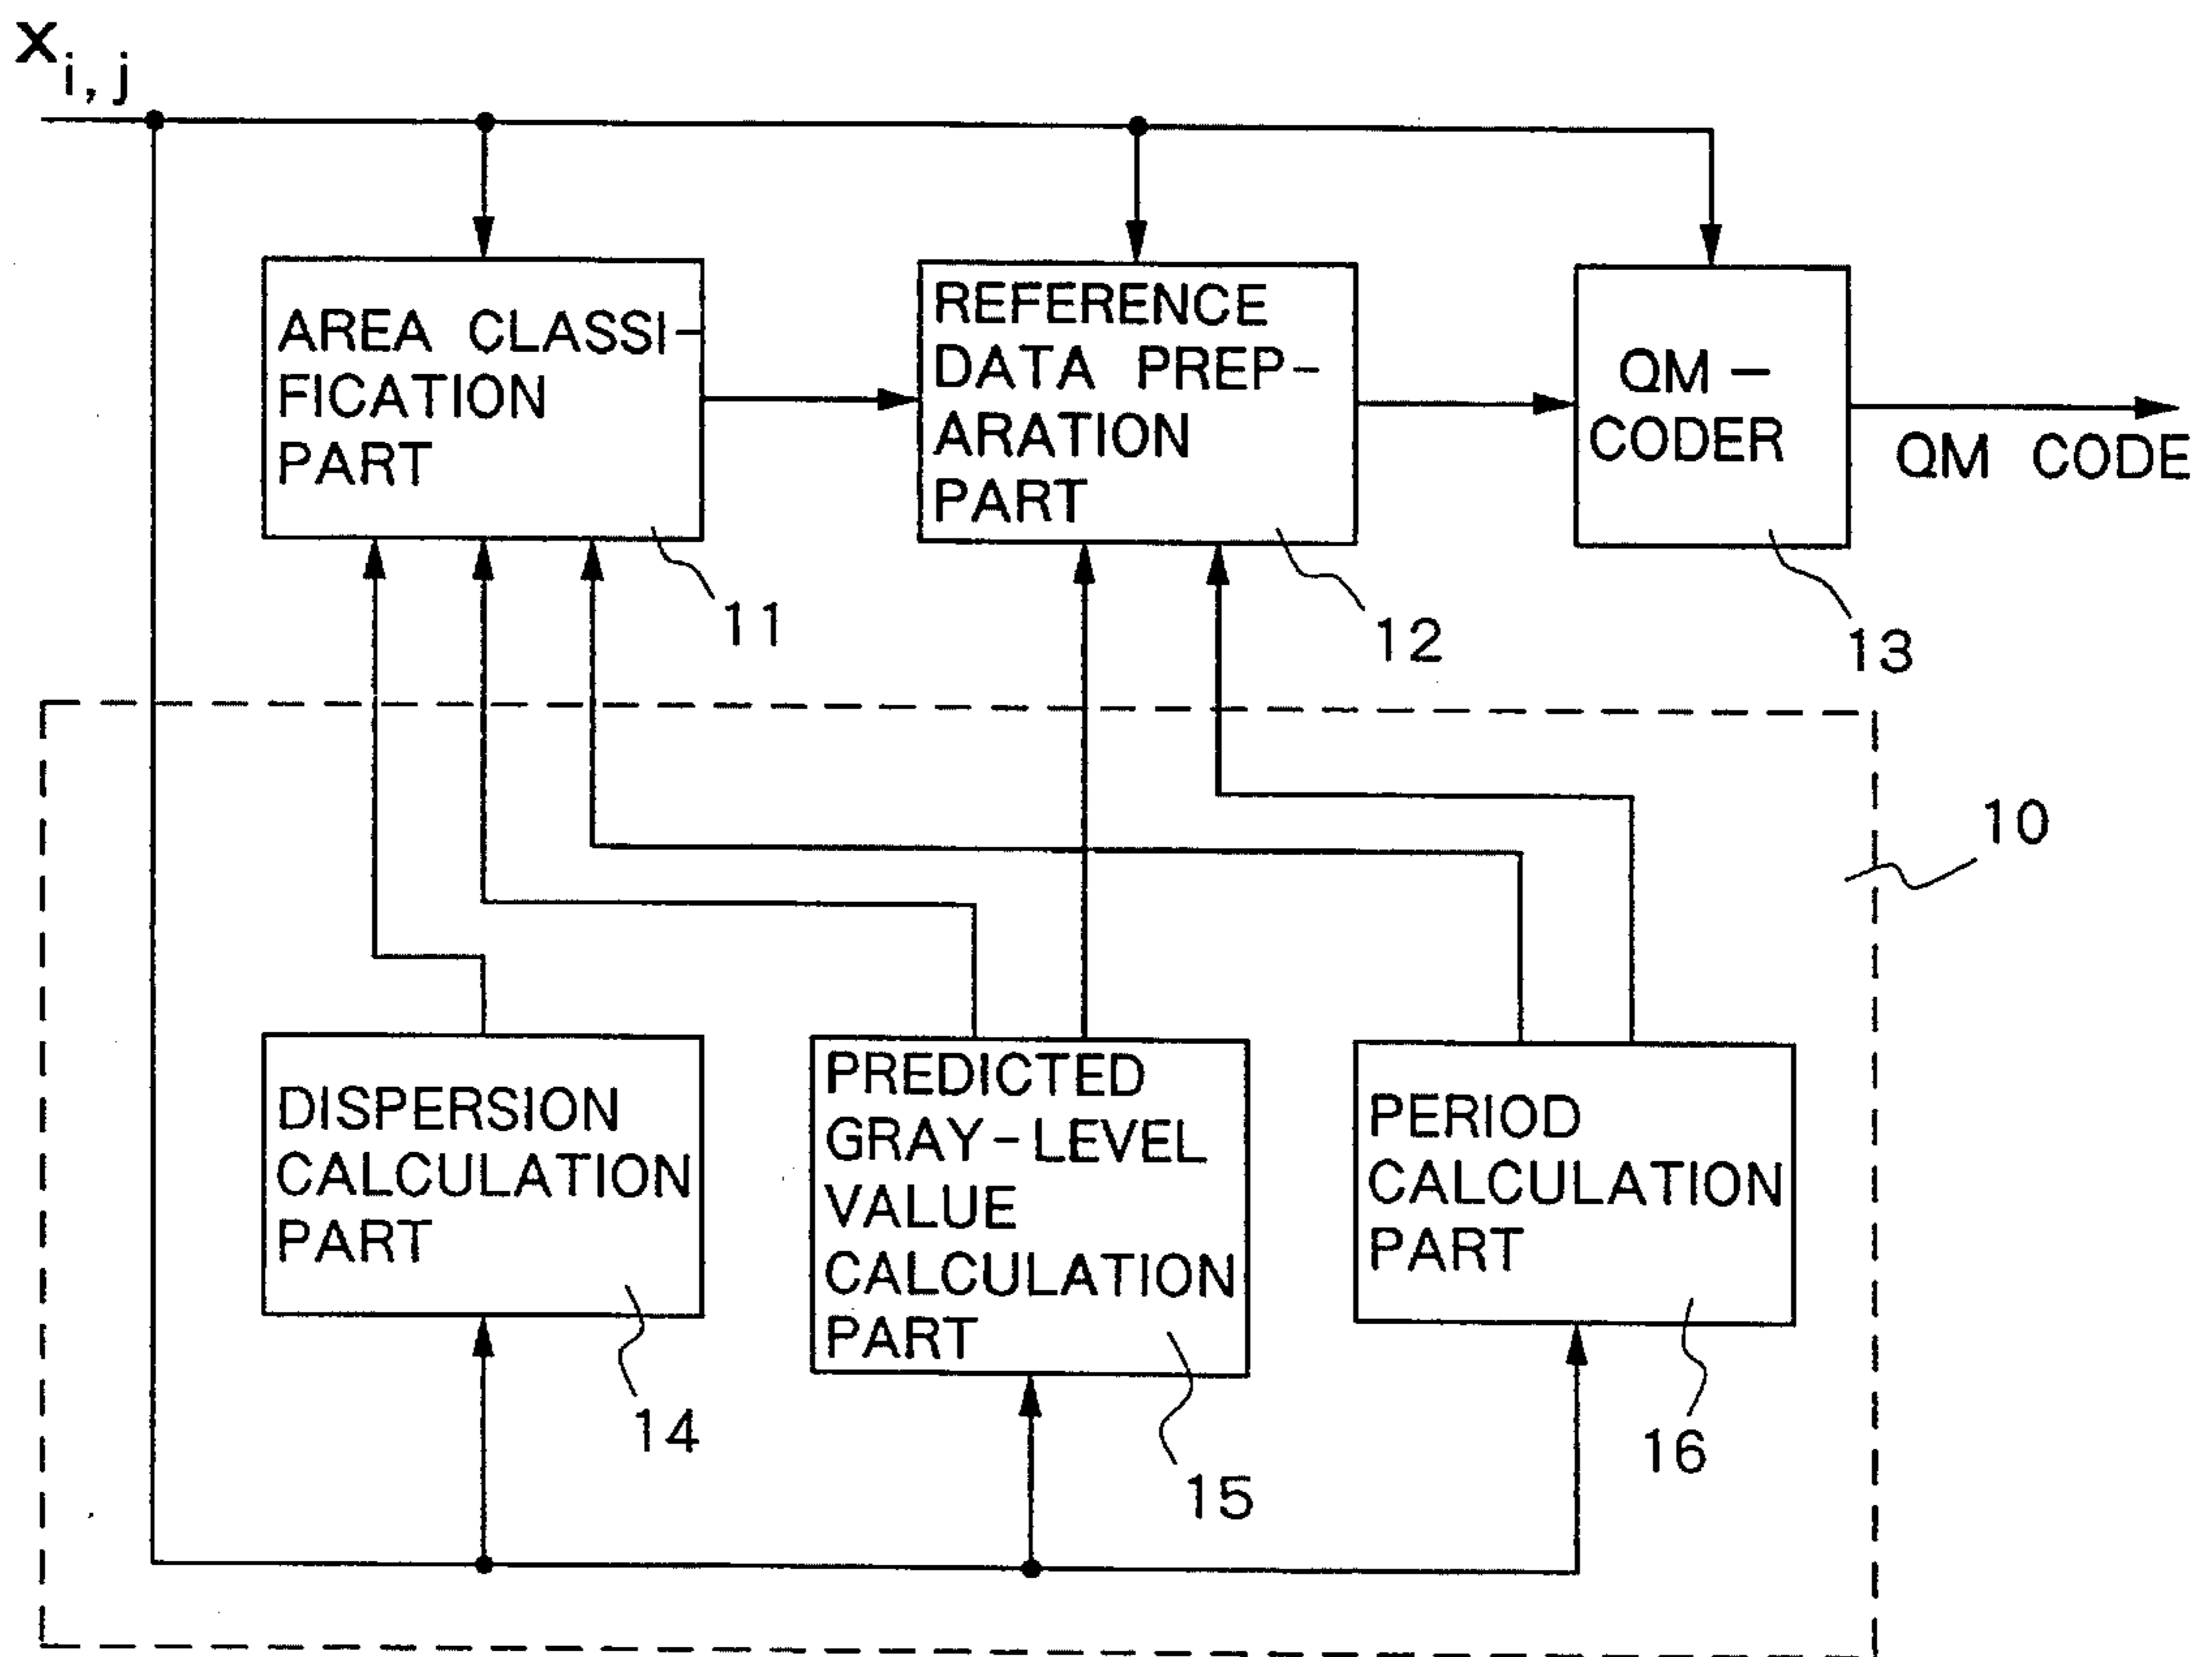 x i, j
AREA CLASSI-
FICATION
PART
11
REFERENCE
DATA PREP-
ARATION
PART
12
QM-
CODER
13
QM CODE
10
DISPERSION
CALCULATION
PART
14
PREDICTED
GRAY-LEVEL
VALUE
CALCULATION
PART
15
PERIOD
CALCULATION
PART
16